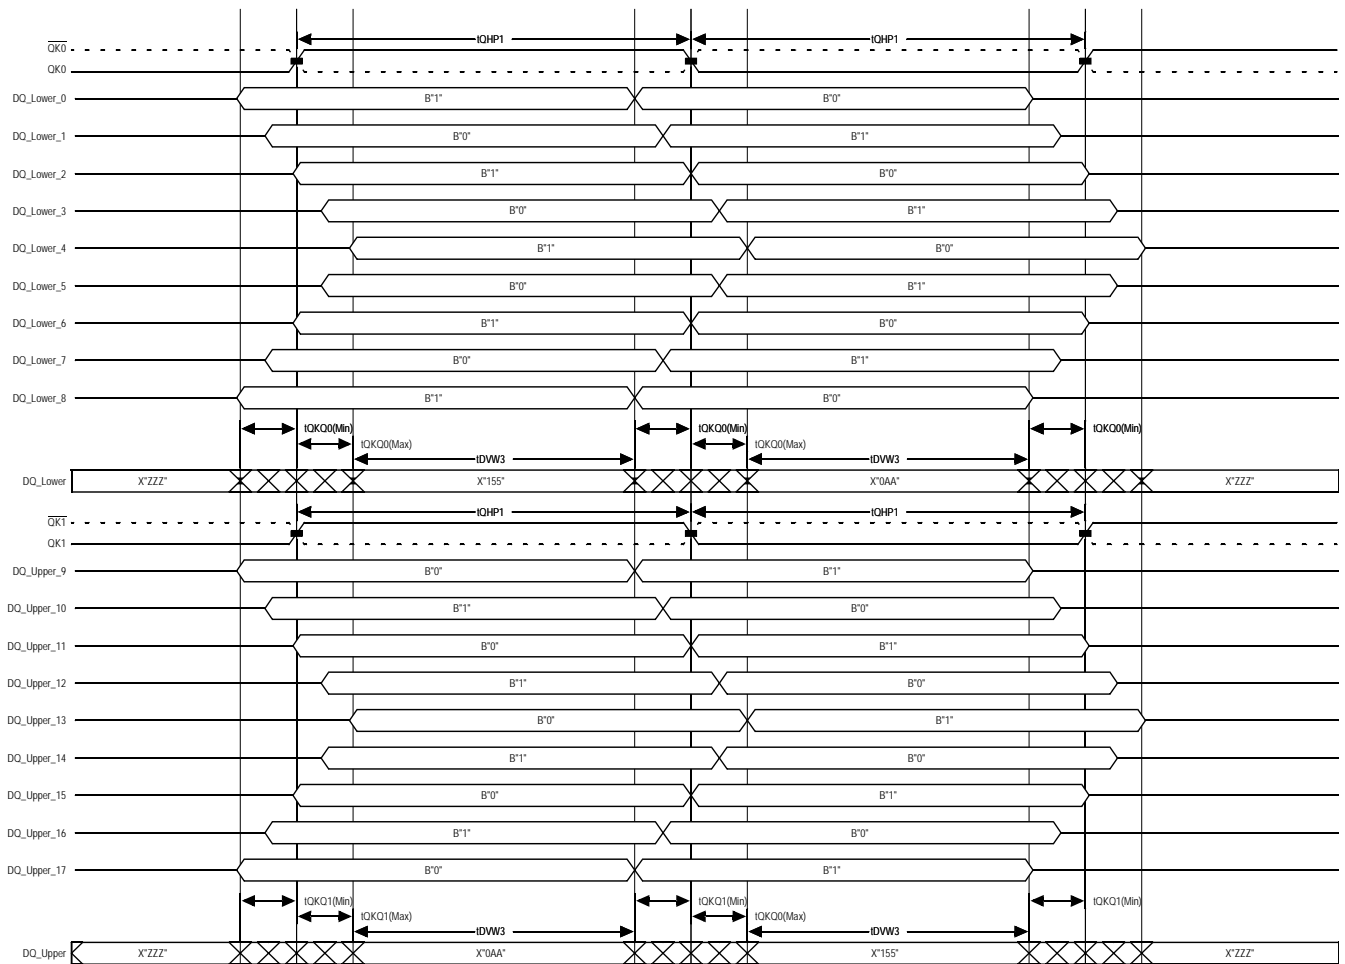 tQHP1 tQHP1
QK0
QK0
DQ_Lower_0 B"1" B"0"
DQ_Lower_1 B"0" B"1"
DQ_Lower_2 B"1" B"0"
DQ_Lower_3 B"0" B"1"
DQ_Lower_4 B"1" B"0"
DQ_Lower_5 B"0" B"1"
DQ_Lower_6 B"1" B"0"
DQ_Lower_7 B"0" B"1"
DQ_Lower_8 B"1" B"0"
tQKQ0(Min) tQKQ0(Min) tQKQ0(Min)
tQKQ0(Max) tQKQ0(Max)
tDVW3 tDVW3
DQ_Lower X"ZZZ" X"155" X"0AA" X"ZZZ"
tQHP1 tQHP1
QK1
QK1
DQ_Upper_9 B"0" B"1"
DQ_Upper_10 B"1" B"0"
DQ_Upper_11 B"0" B"1"
DQ_Upper_12 B"1" B"0"
DQ_Upper_13 B"0" B"1"
DQ_Upper_14 B"1" B"0"
DQ_Upper_15 B"0" B"1"
DQ_Upper_16 B"1" B"0"
DQ_Upper_17 B"0" B"1"
tQKQ1(Min) tQKQ1(Min) tQKQ1(Min)
tQKQ1(Max) tQKQ0(Max)
tDVW3 tDVW3
DQ_Upper X"ZZZ" X"0AA" X"155" X"ZZZ"